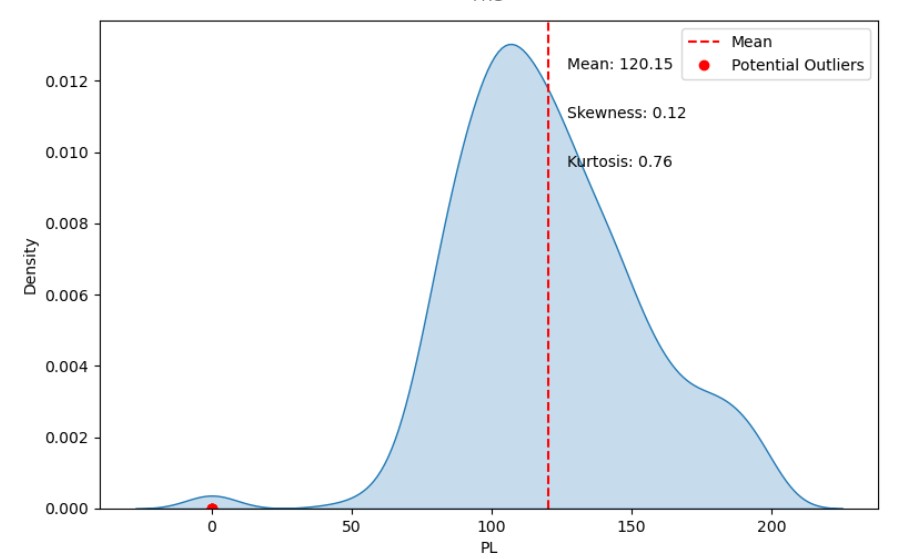 Mean
Potential Outliers
Mean: 120.15
Skewness: 0.12
Kurtosis: 0.76
0.012
0.010
0.008
0.006
0.004
0.002
0.000
Density
0 50 100 150 200
PL